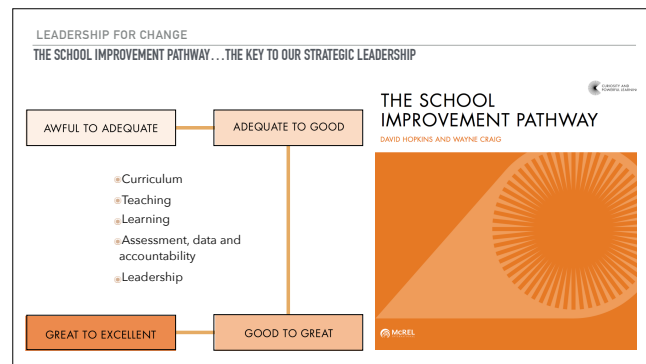 LEADERSHIP FOR CHANGE
THE SCHOOL IMPROVEMENT PATHWAY...THE KEY TO OUR STRATEGIC LEADERSHIP
AWFUL TO ADEQUATE
ADEQUATE TO GOOD
Curriculum
Teaching
Learning
Assessment, data and
accountability
Leadership
GREAT TO EXCELLENT
GOOD TO GREAT
CURIOSITY AND
POWERFUL LEARNING
THE SCHOOL
IMPROVEMENT PATHWAY
DAVID HOPKINS AND WAYNE CRAIG
McREL